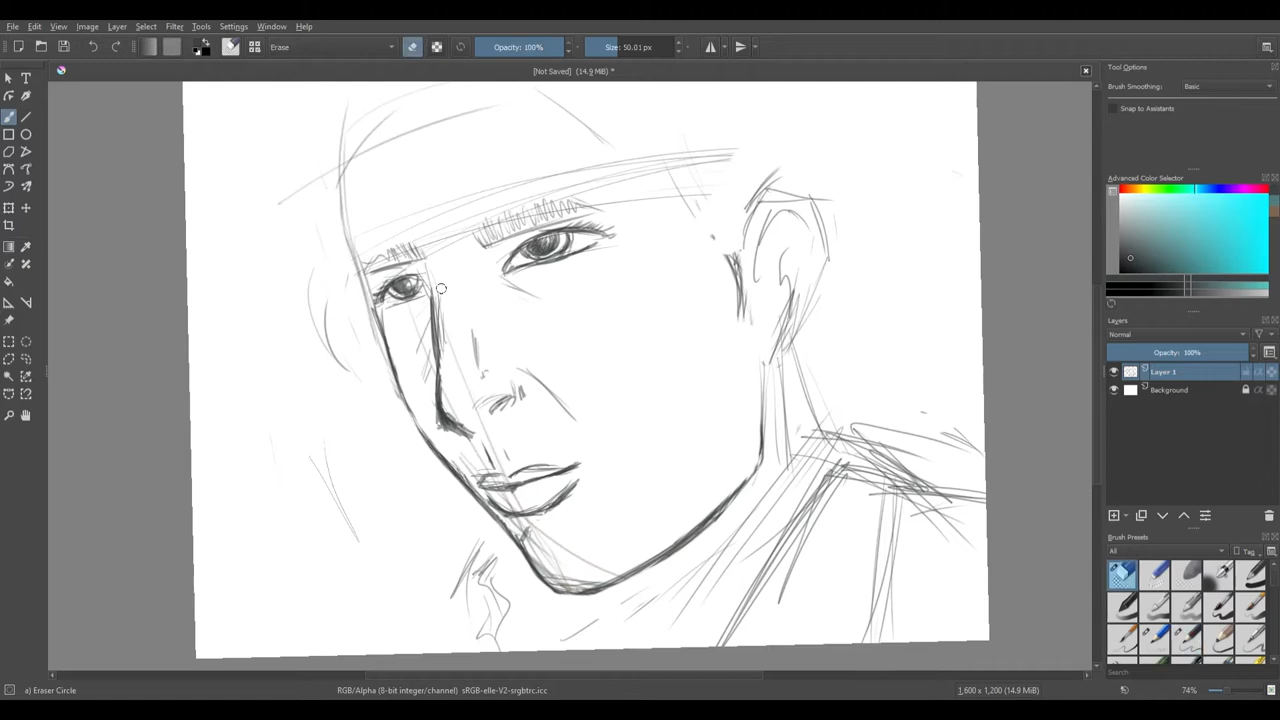 File Edit View Image Layer Select Filter Tools Settings Window Help
Erase Opacity: 100% Size: 50.01 px
[Not Saved] (14.9 MiB) *
Tool Options
Brush Smoothing: Basic
Snap to Assistants
Advanced Color Selector
Layers
Normal
Opacity: 100%
Layer 1
Background
Brush Presets
All Tag
Search
a) Eraser Circle RGB/Alpha (8-bit integer/channel) sRGB-elle-V2-srgbtrc.icc 1,600 x 1,200 (14.9 MiB) 74%